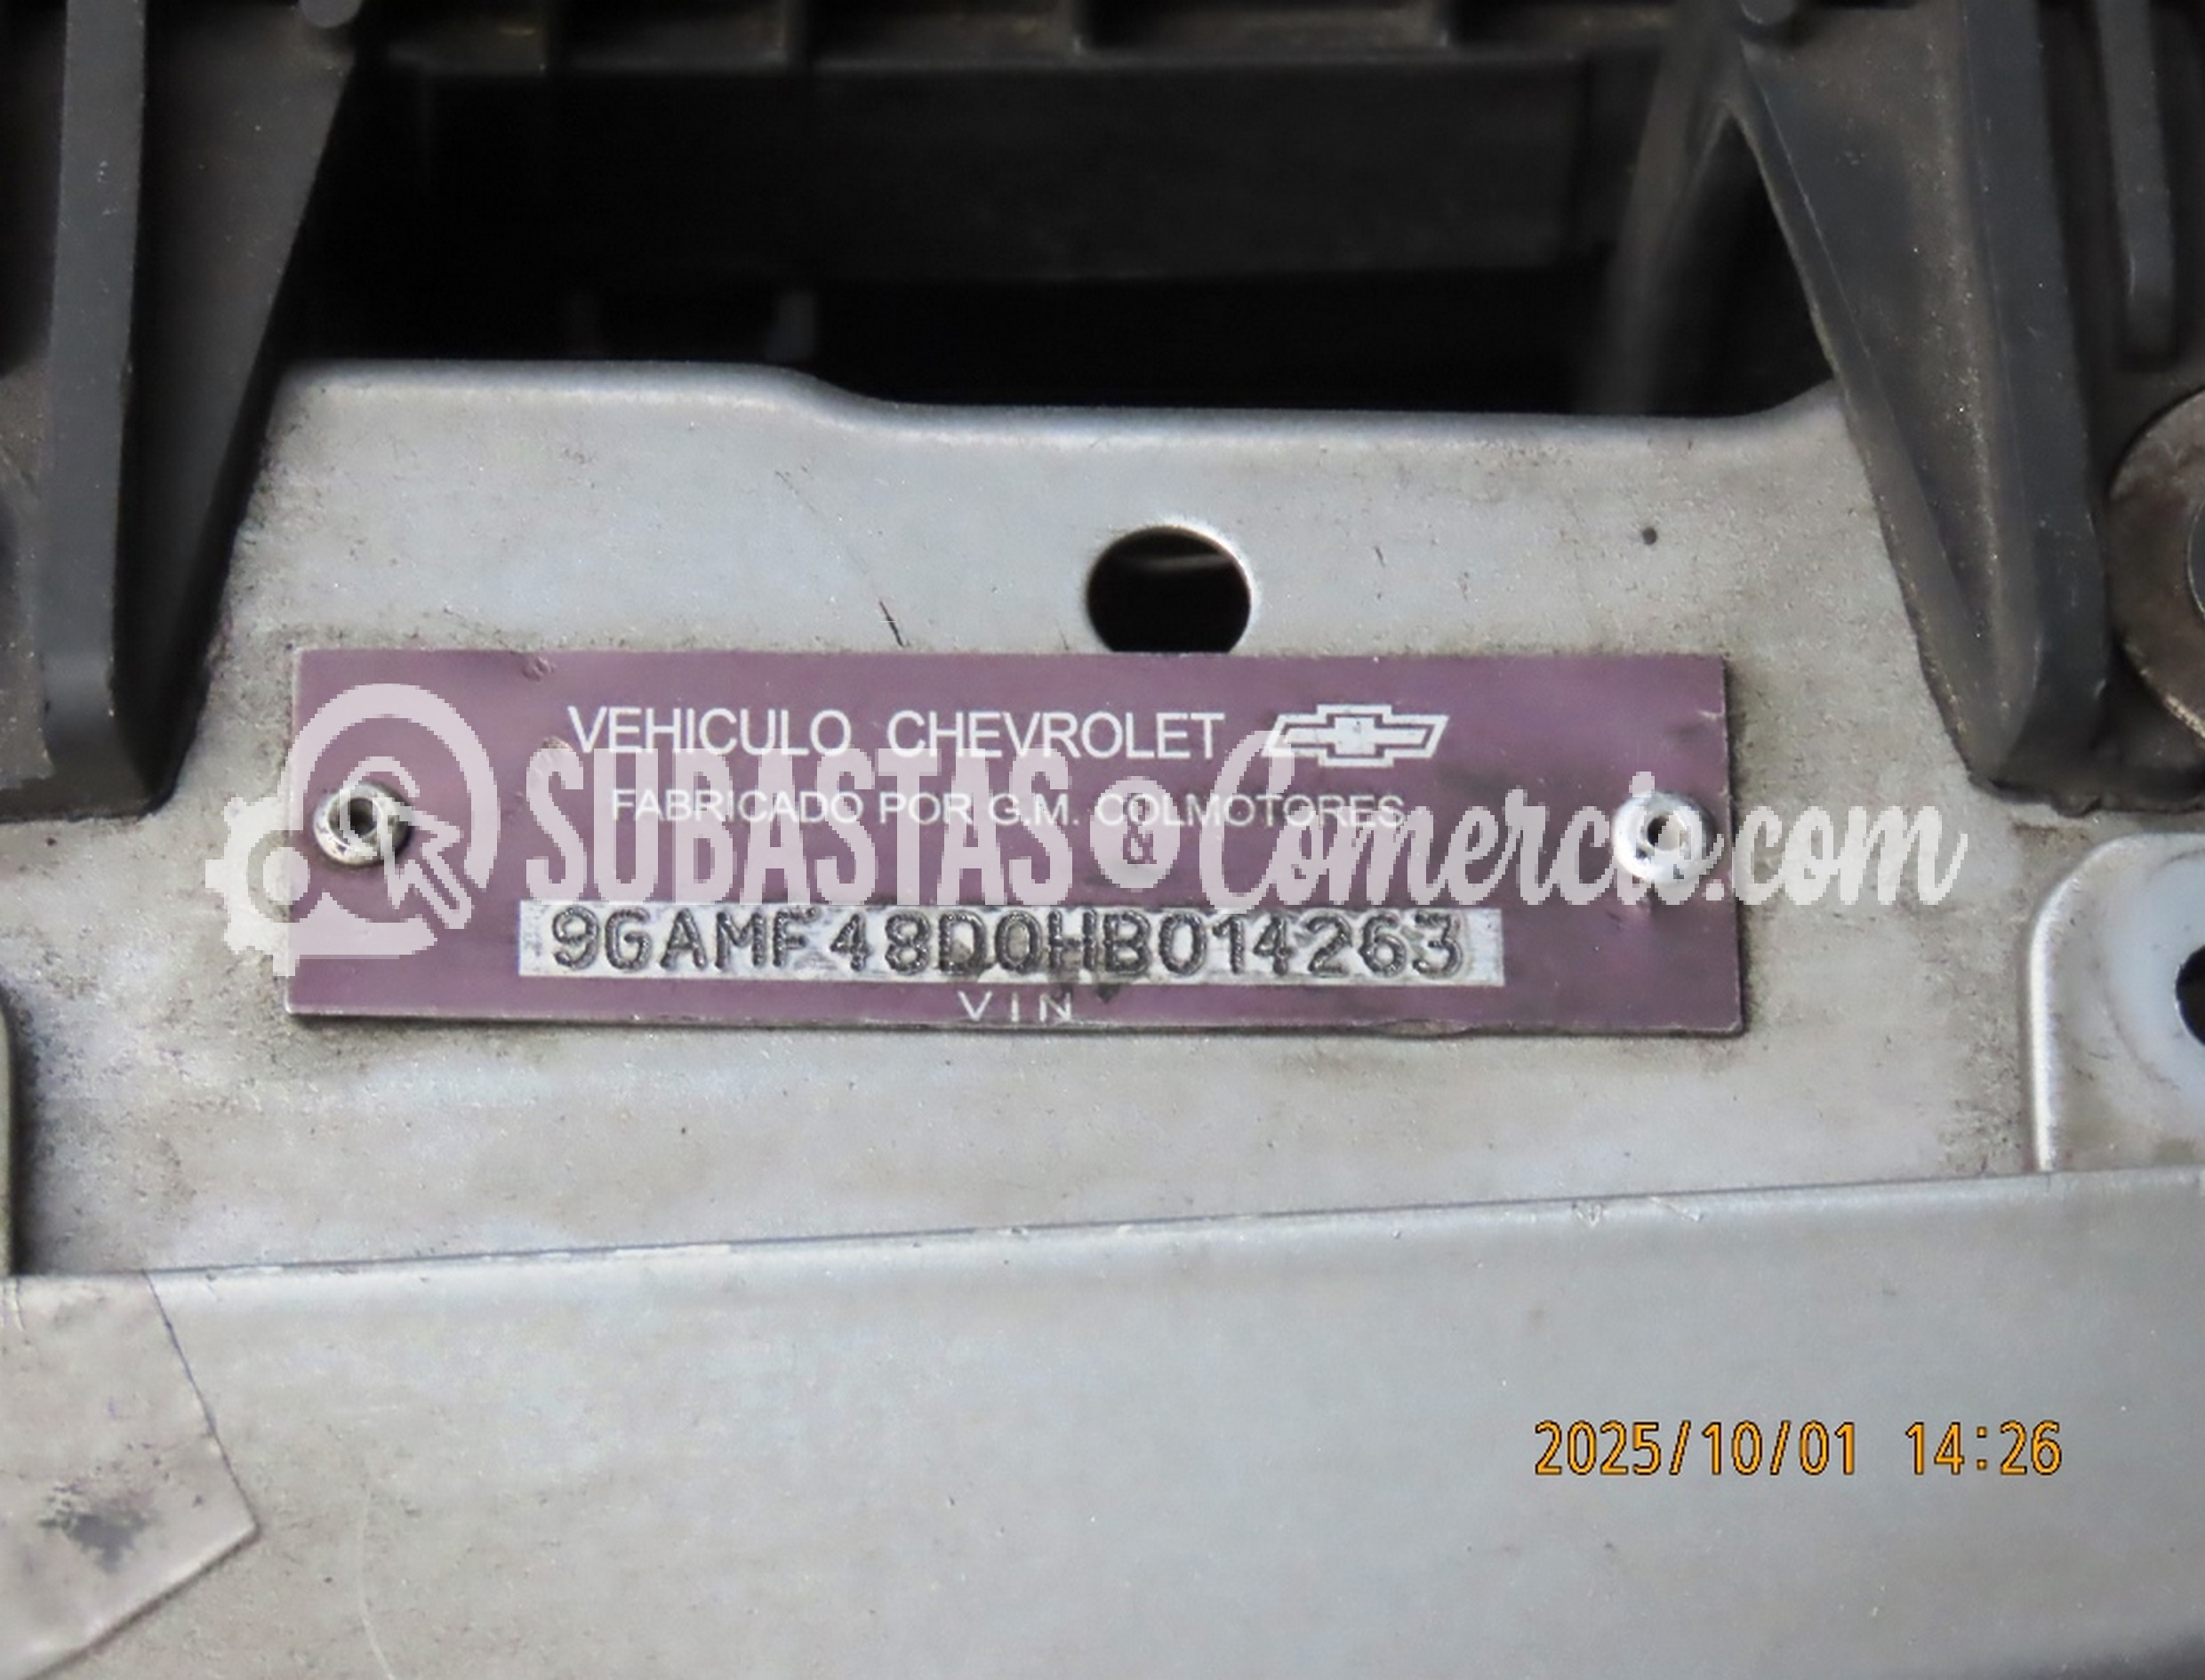 VEHICULO CHEVROLET
FABRICADO POR G.M. COLMOTORES
SUBASTAS & Comercio.com
9GAMF48D0HB014263
VIN
2025/10/01 14:26